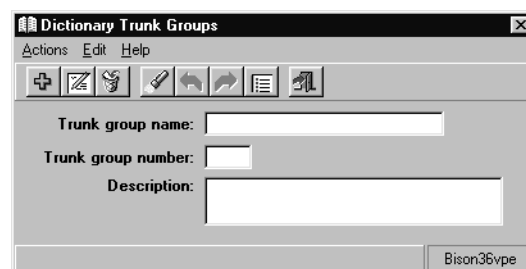 Dictionary Trunk Groups
Actions Edit Help
Trunk group name:
Trunk group number:
Description:
Bison36vpe